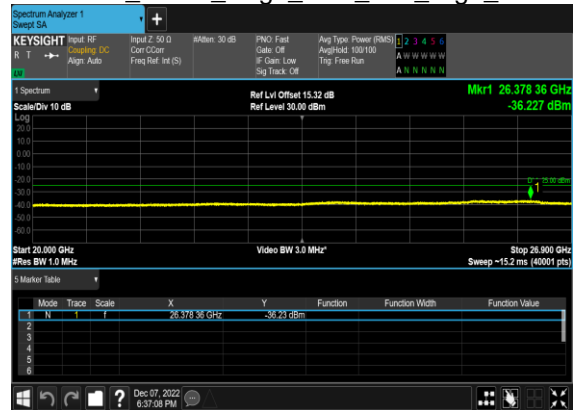 Spectrum Analyzer 1
Swept SA
KEYSIGHT
R T
Input: RF
Coupling: DC
Align: Auto
Input Z: 50 Ω
Corr CCorr
Freq Ref: Int (S)
#Atten: 30 dB
PNO: Fast
Gate: Off
IF Gain: Low
Sig Track: Off
Avg Type: Power (RMS)
Avg|Hold: 100/100
Trig: Free Run
1 2 3 4 5 6
A W W W W W
A N N N N N
1 Spectrum
Scale/Div 10 dB
Ref Lvl Offset 15.32 dB
Ref Level 30.00 dBm
Mkr1 26.378 36 GHz
-36.227 dBm
Log
20.0
10.0
0.00
-10.0
-20.0
-30.0
-40.0
-50.0
-60.0
1
Start 20.000 GHz
#Res BW 1.0 MHz
Video BW 3.0 MHz*
Stop 26.900 GHz
Sweep ~15.2 ms (40001 pts)
5 Marker Table
Mode Trace Scale X Y Function Function Width Function Value
1 N 1 f 26.378 36 GHz -36.23 dBm
2
3
4
5
6
Dec 07, 2022
6:37:08 PM